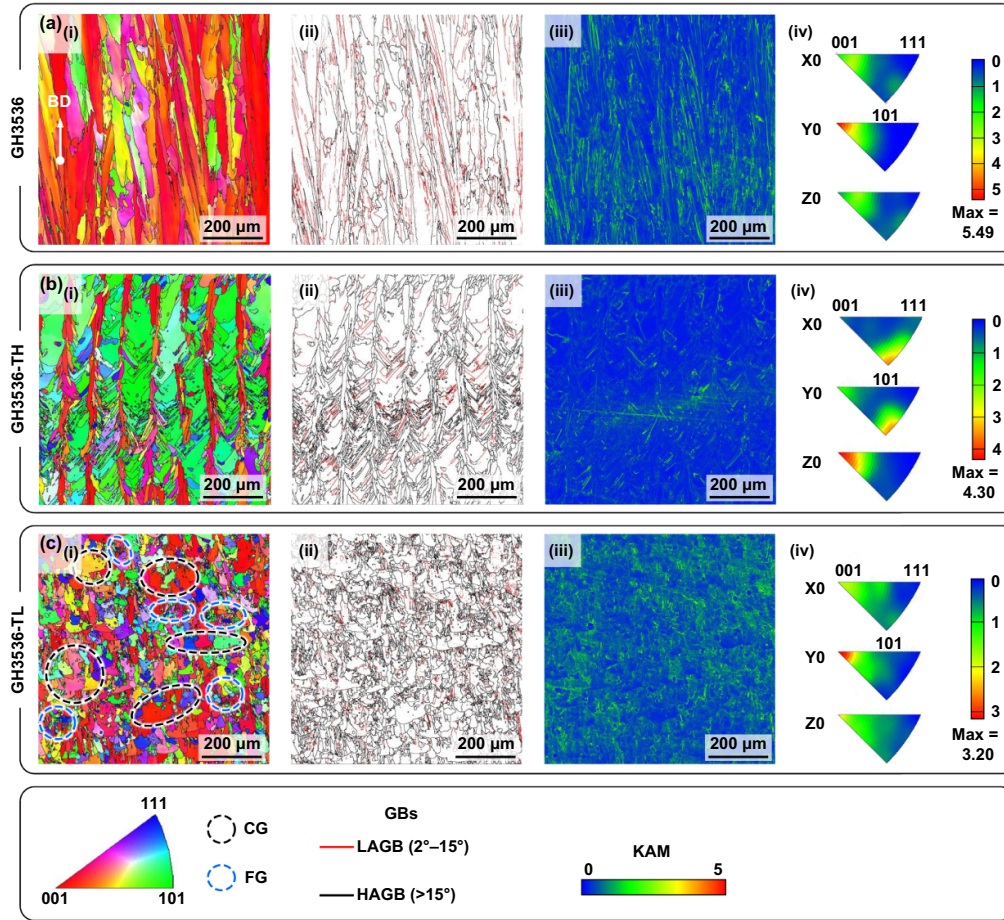 GH3536
(a)
(i)
BD
200 μm
(ii)
200 μm
(iii)
200 μm
(iv)
001 111
X0
101
Y0
Z0
0
1
2
3
4
5
Max =
5.49
GH3536-TH
(b)
(i)
200 μm
(ii)
200 μm
(iii)
200 μm
(iv)
001 111
X0
101
Y0
Z0
0
1
2
3
4
Max =
4.30
GH3536-TL
(c)
(i)
200 μm
(ii)
200 μm
(iii)
200 μm
(iv)
001 111
X0
101
Y0
Z0
0
1
2
3
Max =
3.20
111
001 101
CG
FG
GBs
LAGB (2°–15°)
HAGB (>15°)
KAM
0 5